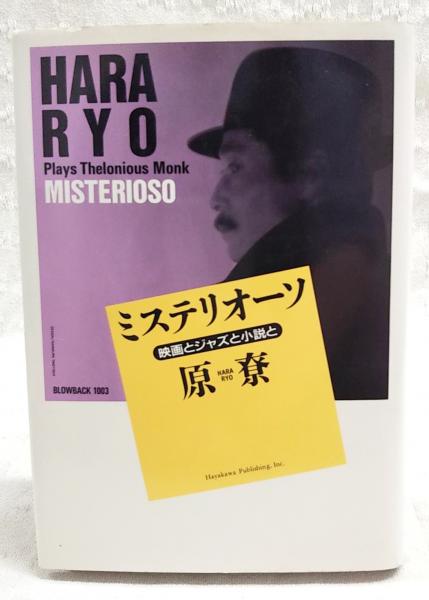 HARA
RYO
Plays Thelonious Monk
MISTERIOSO
ミステリオーソ
映画とジャズと小説と
原 HARA RYO 尞
Hayakawa Publishing, Inc.
BLOWBACK 1003